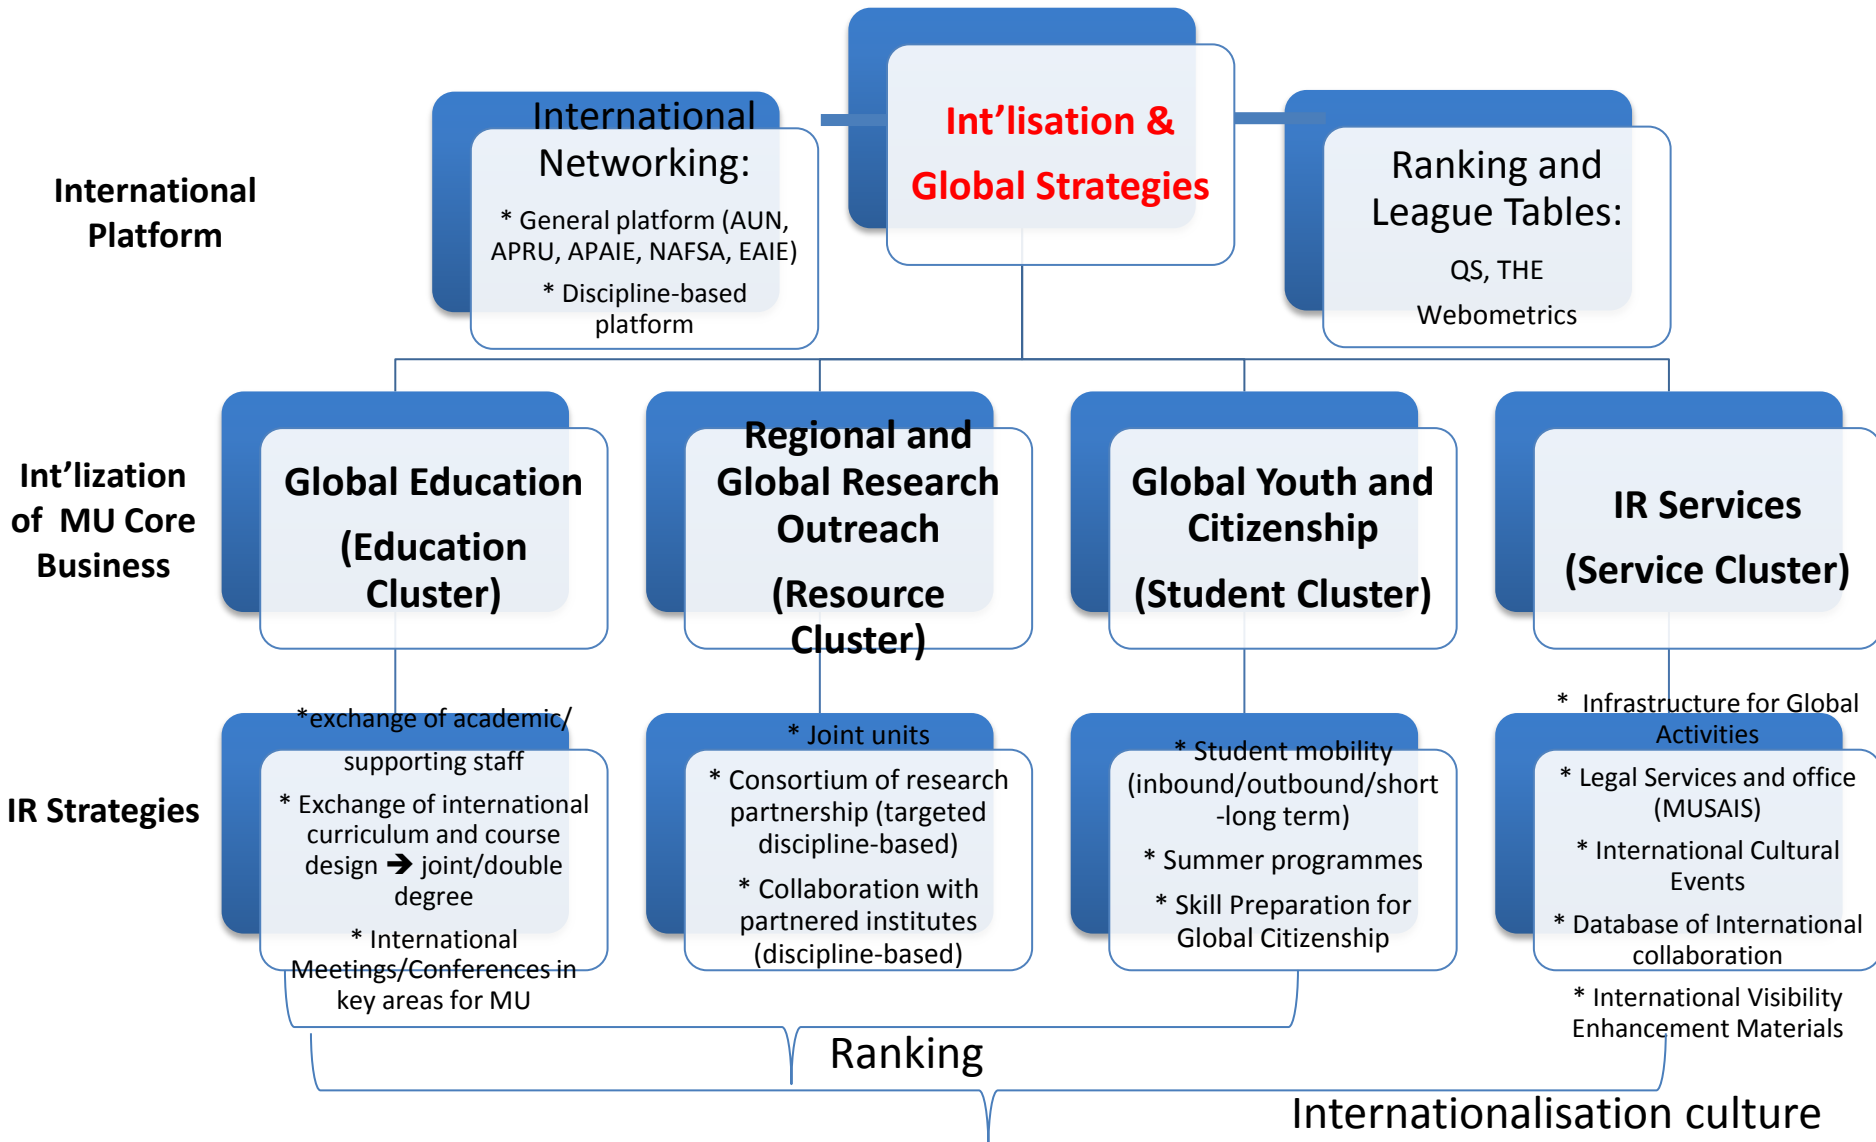 International
Platform
International
Networking:
* General platform (AUN,
APRU, APAIE, NAFSA, EAIE)
* Discipline-based
platform
Int’lisation &
Global Strategies
Ranking and
League Tables:
QS, THE
Webometrics
Int’lization
of  MU Core
Business
Global Education
(Education
Cluster)
Regional and
Global Research
Outreach
(Resource
Cluster)
Global Youth and
Citizenship
(Student Cluster)
IR Services
(Service Cluster)
IR Strategies
*exchange of academic/
supporting staff
* Exchange of international
curriculum and course
design ➔ joint/double
degree
* International
Meetings/Conferences in
key areas for MU
* Joint units
* Consortium of research
partnership (targeted
discipline-based)
* Collaboration with
partnered institutes
(discipline-based)
* Student mobility
(inbound/outbound/short
-long term)
* Summer programmes
* Skill Preparation for
Global Citizenship
*  Infrastructure for Global
Activities
* Legal Services and office
(MUSAIS)
* International Cultural
Events
* Database of International
collaboration
* International Visibility
Enhancement Materials
Ranking
Internationalisation culture